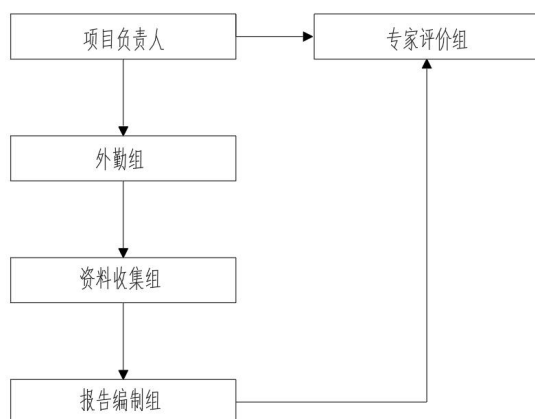 项目负责人
专家评价组
外勤组
资料收集组
报告编制组